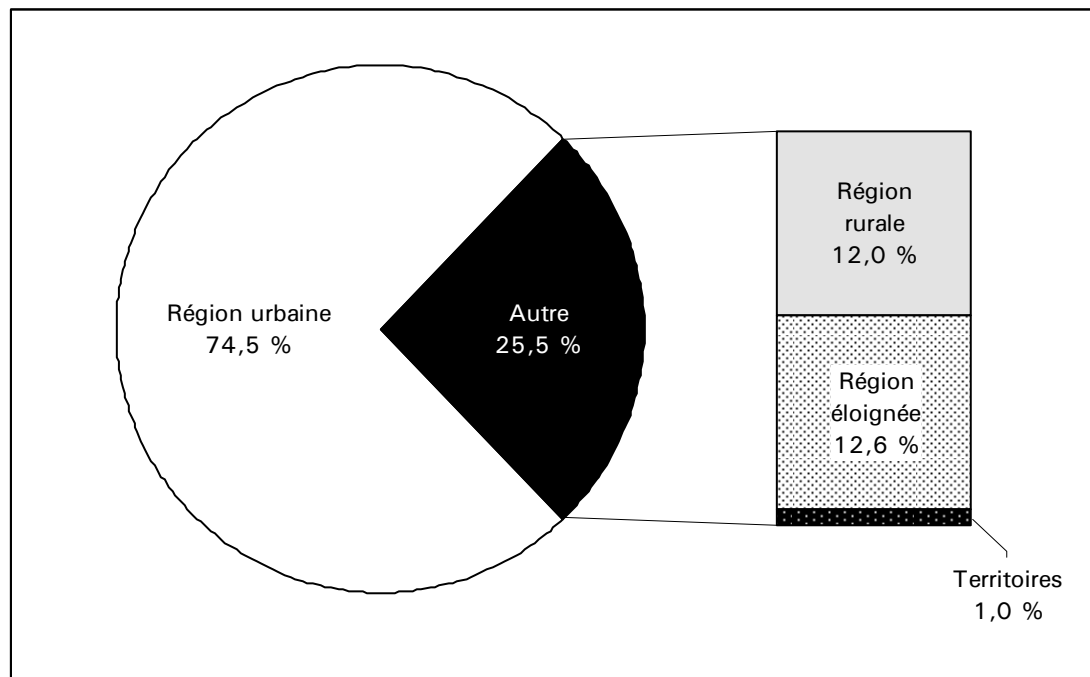 Région urbaine
74,5 %
Autre
25,5 %
Région
rurale
12,0 %
Région
éloignée
12,6 %
Territoires
1,0 %